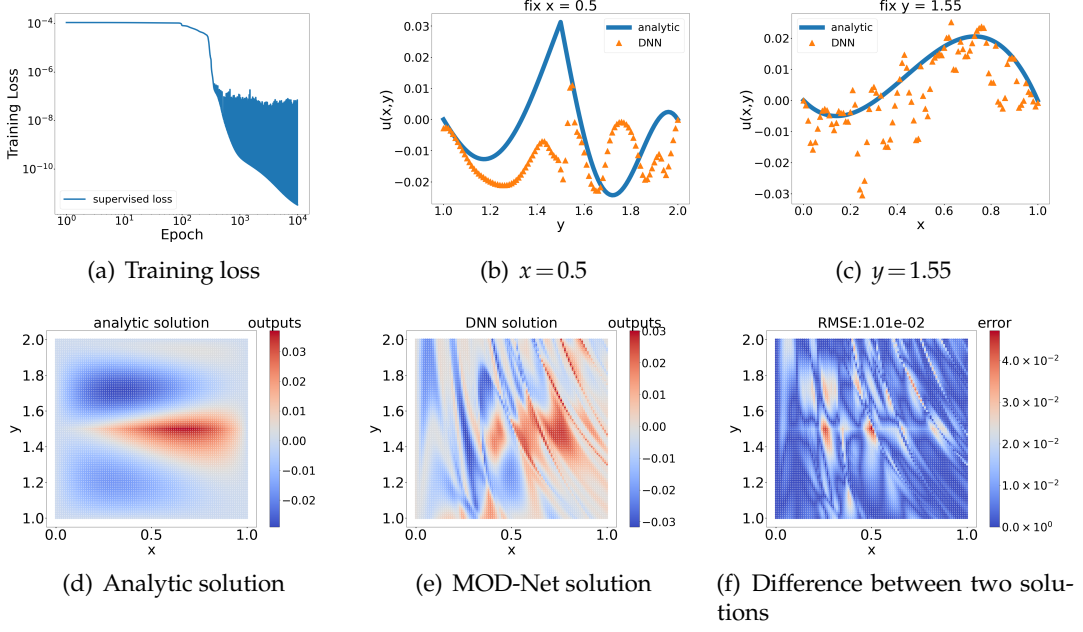 10⁻⁴
10⁻⁶
10⁻⁸
10⁻¹⁰
Training Loss
supervised loss
10⁰ 10¹ 10² 10³ 10⁴
Epoch
(a) Training loss
fix x = 0.5
analytic
DNN
0.03
0.02
0.01
0.00
−0.01
−0.02
u(x,y)
1.0 1.2 1.4 1.6 1.8 2.0
y
(b) x=0.5
fix y = 1.55
analytic
DNN
0.02
0.01
0.00
−0.01
−0.02
−0.03
u(x,y)
0.0 0.2 0.4 0.6 0.8 1.0
x
(c) y=1.55
analytic solution outputs
2.0
1.8
1.6
1.4
1.2
1.0
y
0.0 0.5 1.0
x
0.03
0.02
0.01
0.00
−0.01
−0.02
(d) Analytic solution
DNN solution outputs
2.0
1.8
1.6
1.4
1.2
1.0
y
0.0 0.5 1.0
x
0.03
0.02
0.01
0.00
−0.01
−0.02
−0.03
(e) MOD-Net solution
RMSE:1.01e-02 error
2.0
1.8
1.6
1.4
1.2
1.0
y
0.0 0.5 1.0
x
4.0 × 10⁻²
3.0 × 10⁻²
2.0 × 10⁻²
1.0 × 10⁻²
0.0 × 10⁰
(f) Difference between two solu-
tions